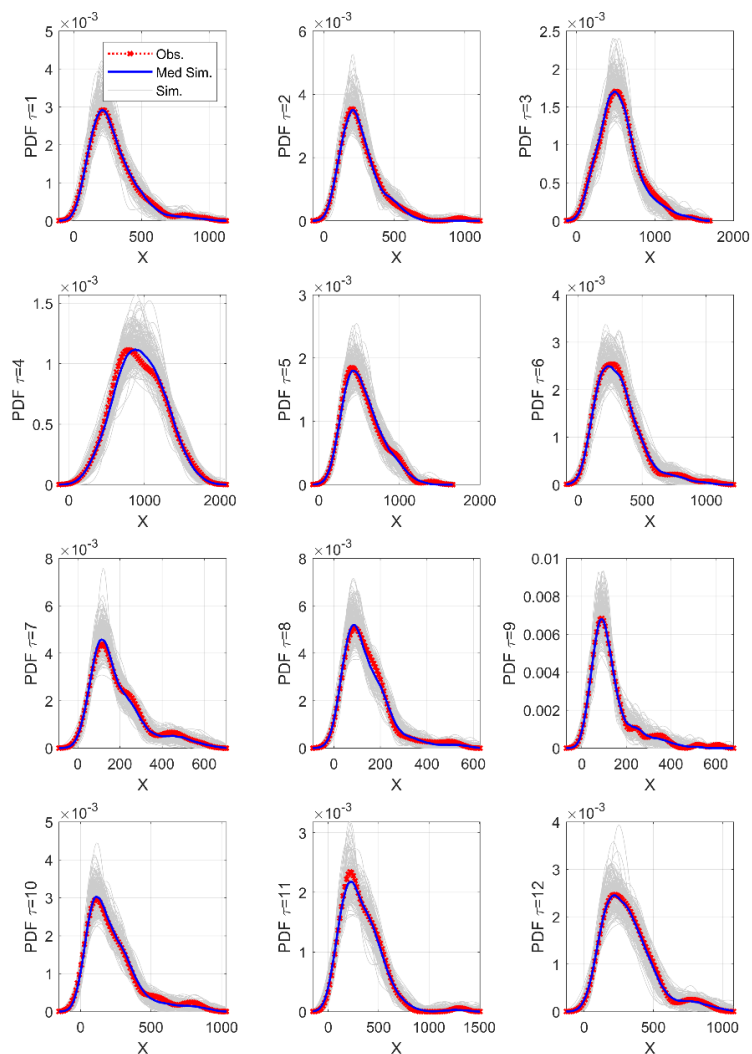 ×10⁻³ ×10⁻³ ×10⁻³
5 6 2.5
4 2
3 4 1.5
2 2 1
1 0.5
0 0 0
0 500 1000 0 500 1000 0 1000 2000
PDF τ=1 PDF τ=2 PDF τ=3
X X X
Obs.
Med Sim.
Sim.
×10⁻³ ×10⁻³ ×10⁻³
1.5 3 4
1 2 3
0.5 1 2
1
0 0 0
0 1000 2000 0 1000 2000 0 500 1000
PDF τ=4 PDF τ=5 PDF τ=6
X X X
×10⁻³ ×10⁻³ 0.01
8 8 0.008
6 6 0.006
4 4 0.004
2 2 0.002
0 0 0
0 200 400 600 0 200 400 600 0 200 400 600
PDF τ=7 PDF τ=8 PDF τ=9
X X X
×10⁻³ ×10⁻³ ×10⁻³
5 3 4
4 3
3 2 2
2 1 1
1
0 0 0
0 500 1000 0 500 1000 1500 0 500 1000
PDF τ=10 PDF τ=11 PDF τ=12
X X X